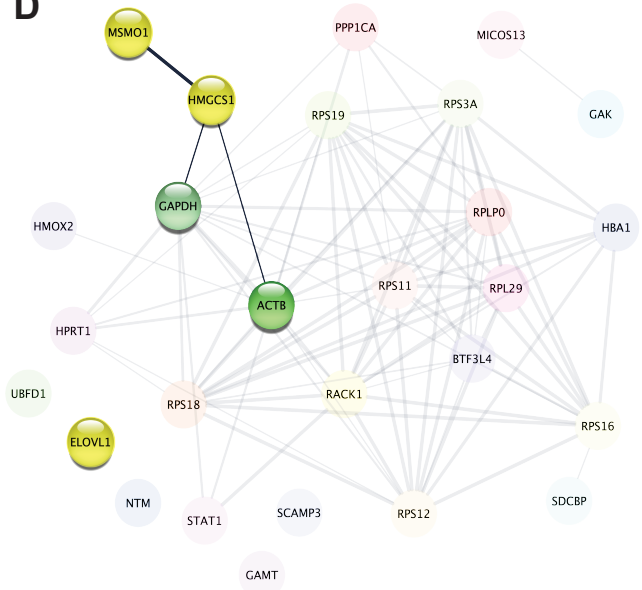 D
MSMO1
PPP1CA
MICOS13
HMGCS1
RPS3A
RPS19
GAK
GAPDH
RPLP0
HMOX2
HBA1
RPS11
RPL29
ACTB
HPRT1
BTF3L4
UBFD1
RACK1
RPS18
RPS16
ELOVL1
NTM
SDCBP
STAT1
SCAMP3
RPS12
GAMT